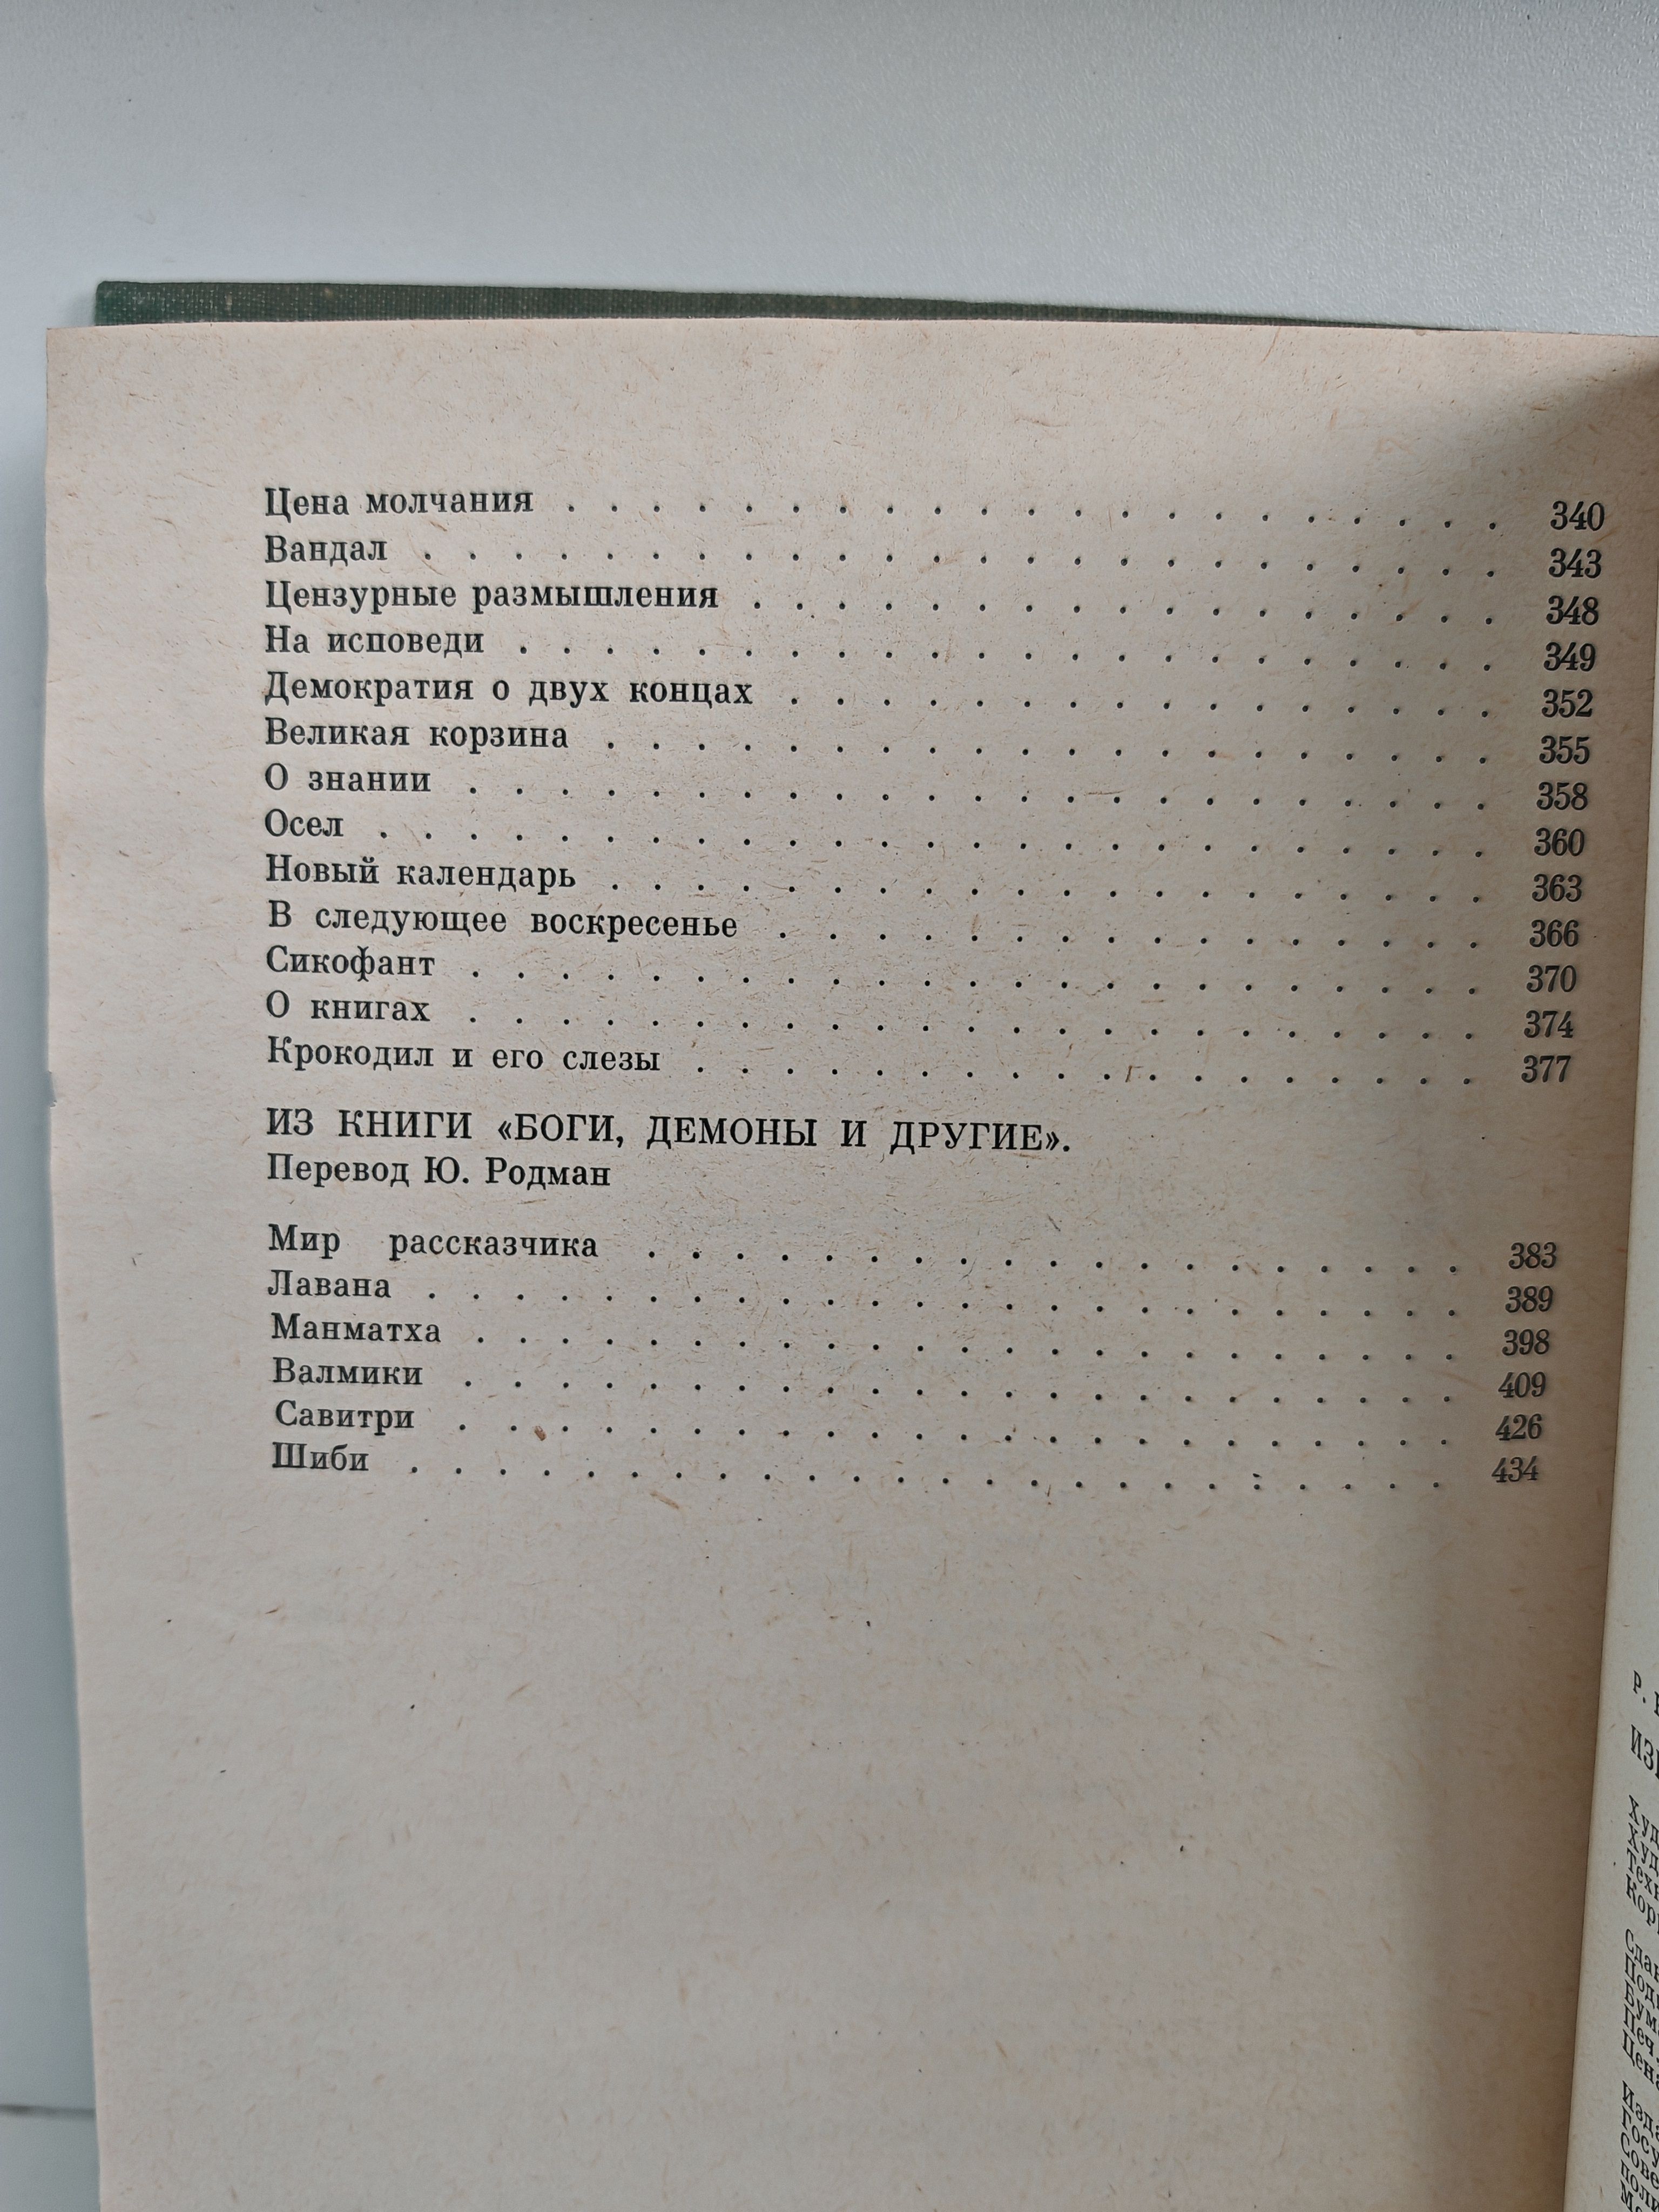 Цена молчания . . . . . . . . . . . . . . . . . . . . . 340
Вандал . . . . . . . . . . . . . . . . . . . . . . . . 343
Цензурные размышления . . . . . . . . . . . . . . . . . 348
На исповеди . . . . . . . . . . . . . . . . . . . . . . 349
Демократия о двух концах . . . . . . . . . . . . . . . . 352
Великая корзина . . . . . . . . . . . . . . . . . . . . 355
О знании . . . . . . . . . . . . . . . . . . . . . . . 358
Осел . . . . . . . . . . . . . . . . . . . . . . . . . 360
Новый календарь . . . . . . . . . . . . . . . . . . . . 363
В следующее воскресенье . . . . . . . . . . . . . . . . 366
Сикофант . . . . . . . . . . . . . . . . . . . . . . . 370
О книгах . . . . . . . . . . . . . . . . . . . . . . . 374
Крокодил и его слезы . . . . . . . . . . . . . . . . . . 377
ИЗ КНИГИ «БОГИ, ДЕМОНЫ И ДРУГИЕ».
Перевод Ю. Родман
Мир рассказчика . . . . . . . . . . . . . . . . . . . 383
Лавана . . . . . . . . . . . . . . . . . . . . . . . . 389
Манматха . . . . . . . . . . . . . . . . . . . . . . . 398
Валмики . . . . . . . . . . . . . . . . . . . . . . . 409
Савитри . . . . . . . . . . . . . . . . . . . . . . . 426
Шиби . . . . . . . . . . . . . . . . . . . . . . . . 434